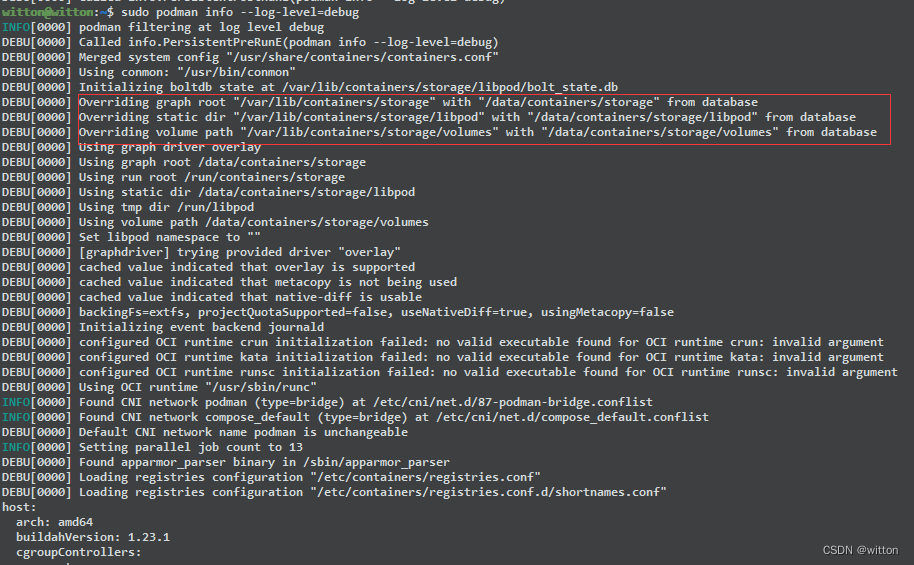 witton@witton:~$ sudo podman info --log-level=debug
INFO[0000] podman filtering at log level debug
DEBU[0000] Called info.PersistentPreRunE(podman info --log-level=debug)
DEBU[0000] Merged system config "/usr/share/containers/containers.conf"
DEBU[0000] Using conmon: "/usr/bin/conmon"
DEBU[0000] Initializing boltdb state at /var/lib/containers/storage/libpod/bolt_state.db
DEBU[0000] Overriding graph root "/var/lib/containers/storage" with "/data/containers/storage" from database
DEBU[0000] Overriding static dir "/var/lib/containers/storage/libpod" with "/data/containers/storage/libpod" from database
DEBU[0000] Overriding volume path "/var/lib/containers/storage/volumes" with "/data/containers/storage/volumes" from database
DEBU[0000] Using graph driver overlay
DEBU[0000] Using graph root /data/containers/storage
DEBU[0000] Using run root /run/containers/storage
DEBU[0000] Using static dir /data/containers/storage/libpod
DEBU[0000] Using tmp dir /run/libpod
DEBU[0000] Using volume path /data/containers/storage/volumes
DEBU[0000] Set libpod namespace to ""
DEBU[0000] [graphdriver] trying provided driver "overlay"
DEBU[0000] cached value indicated that overlay is supported
DEBU[0000] cached value indicated that metacopy is not being used
DEBU[0000] cached value indicated that native-diff is usable
DEBU[0000] backingFs=extfs, projectQuotaSupported=false, useNativeDiff=true, usingMetacopy=false
DEBU[0000] Initializing event backend journald
DEBU[0000] configured OCI runtime crun initialization failed: no valid executable found for OCI runtime crun: invalid argument
DEBU[0000] configured OCI runtime kata initialization failed: no valid executable found for OCI runtime kata: invalid argument
DEBU[0000] configured OCI runtime runsc initialization failed: no valid executable found for OCI runtime runsc: invalid argument
DEBU[0000] Using OCI runtime "/usr/sbin/runc"
INFO[0000] Found CNI network podman (type=bridge) at /etc/cni/net.d/87-podman-bridge.conflist
INFO[0000] Found CNI network compose_default (type=bridge) at /etc/cni/net.d/compose_default.conflist
DEBU[0000] Default CNI network name podman is unchangeable
INFO[0000] Setting parallel job count to 13
DEBU[0000] Found apparmor_parser binary in /sbin/apparmor_parser
DEBU[0000] Loading registries configuration "/etc/containers/registries.conf"
DEBU[0000] Loading registries configuration "/etc/containers/registries.conf.d/shortnames.conf"
host:
  arch: amd64
  buildahVersion: 1.23.1
  cgroupControllers:
CSDN @witton